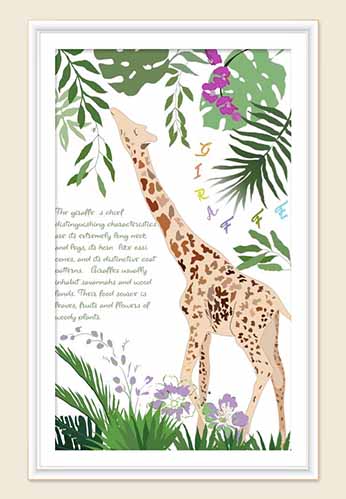 GIRAFFE
The giraffe is chief
distinguishing characteristics
are its extremely long neck
and legs, its horn like ossi
cones, and its distinctive coat
patterns. Giraffes usually
inhabit savannahs and wood
lands. Their food source is
leaves, fruits and flowers of
woody plants.